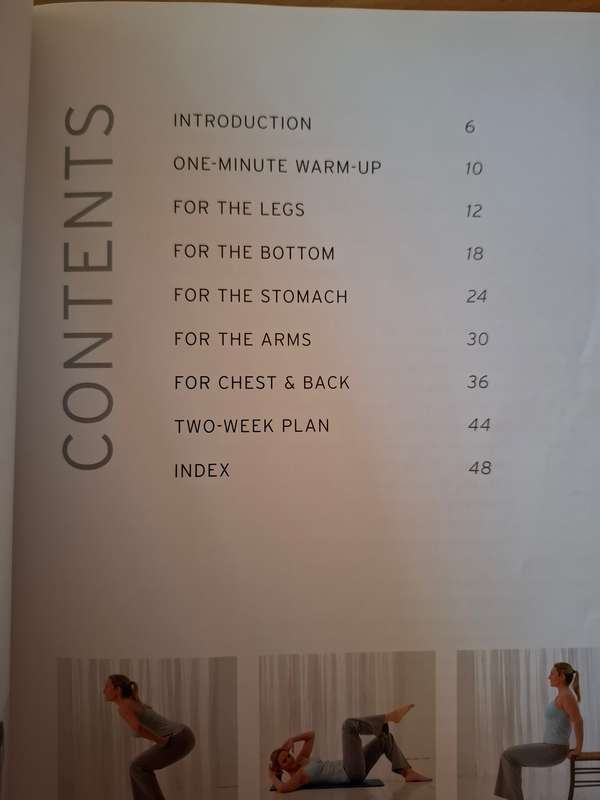 CONTENTS
INTRODUCTION 6
ONE-MINUTE WARM-UP 10
FOR THE LEGS 12
FOR THE BOTTOM 18
FOR THE STOMACH 24
FOR THE ARMS 30
FOR CHEST & BACK 36
TWO-WEEK PLAN 44
INDEX 48